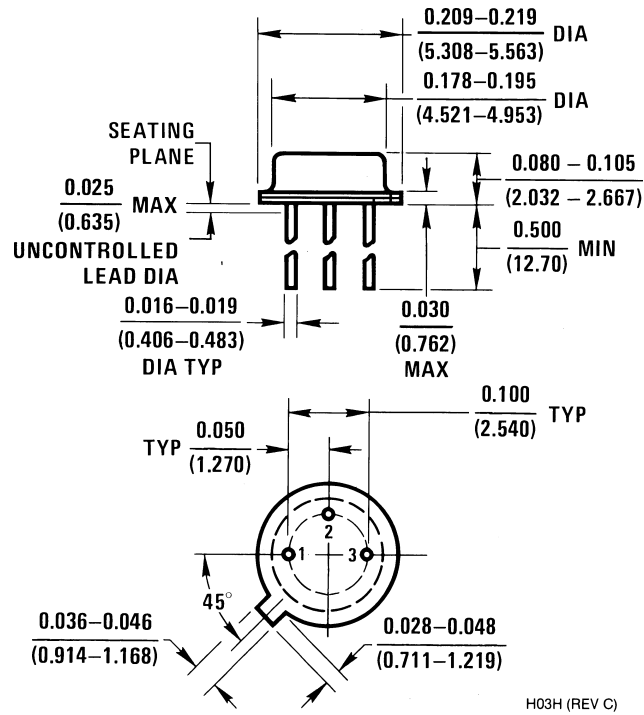 0.209–0.219
(5.308–5.563)
DIA
0.178–0.195
(4.521–4.953)
DIA
SEATING
PLANE
0.025
(0.635)
MAX
0.080 – 0.105
(2.032 – 2.667)
UNCONTROLLED
LEAD DIA
0.500
(12.70)
MIN
0.016–0.019
(0.406–0.483)
DIA TYP
0.030
(0.762)
MAX
0.100
(2.540)
TYP
TYP
0.050
(1.270)
2
1
3
45°
0.036–0.046
(0.914–1.168)
0.028–0.048
(0.711–1.219)
H03H (REV C)